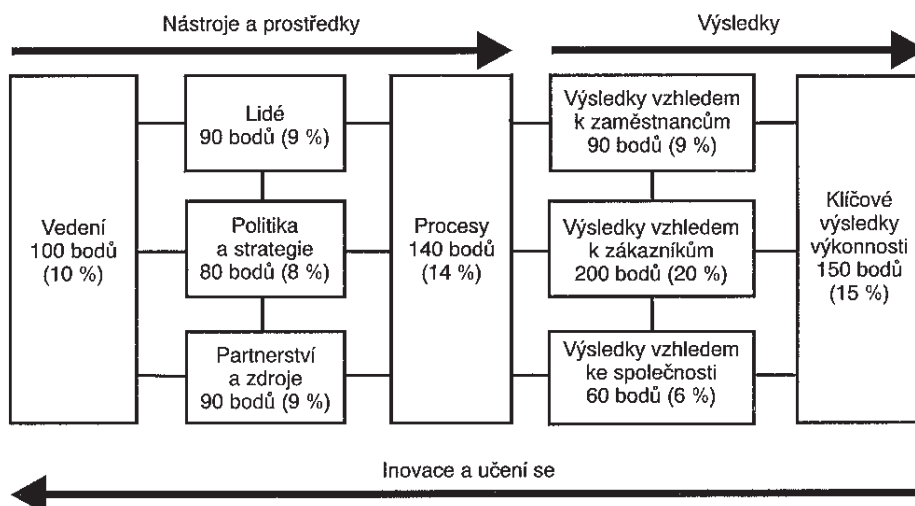 Nástroje a prostředky
Výsledky
Vedení
100 bodů
(10 %)
Lidé
90 bodů (9 %)
Politika
a strategie
80 bodů (8 %)
Partnerství
a zdroje
90 bodů (9 %)
Procesy
140 bodů
(14 %)
Výsledky vzhledem
k zaměstnancům
90 bodů (9 %)
Výsledky vzhledem
k zákazníkům
200 bodů (20 %)
Výsledky vzhledem
ke společnosti
60 bodů (6 %)
Klíčové
výsledky
výkonnosti
150 bodů
(15 %)
Inovace a učení se